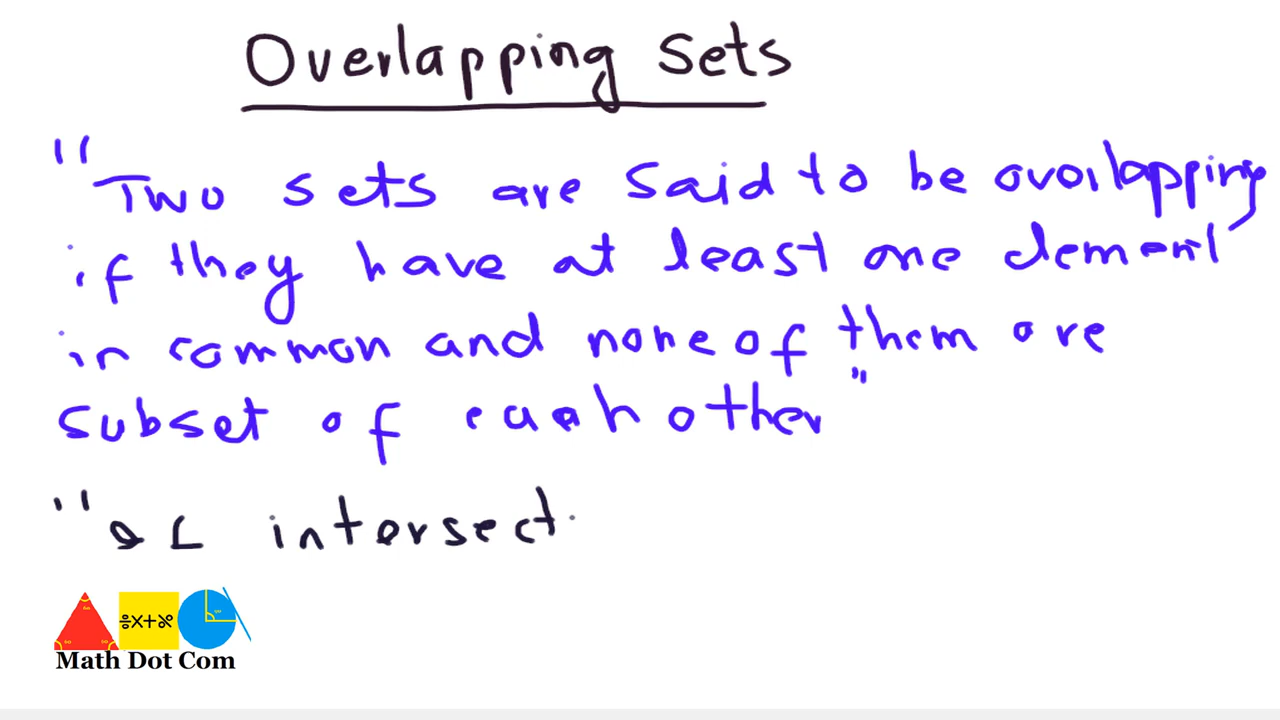 Overlapping Sets
"Two sets are said to be overlapping
if they have at least one element
in common and none of them are
subset of each other"
"or intersect
÷×+%
Math Dot Com